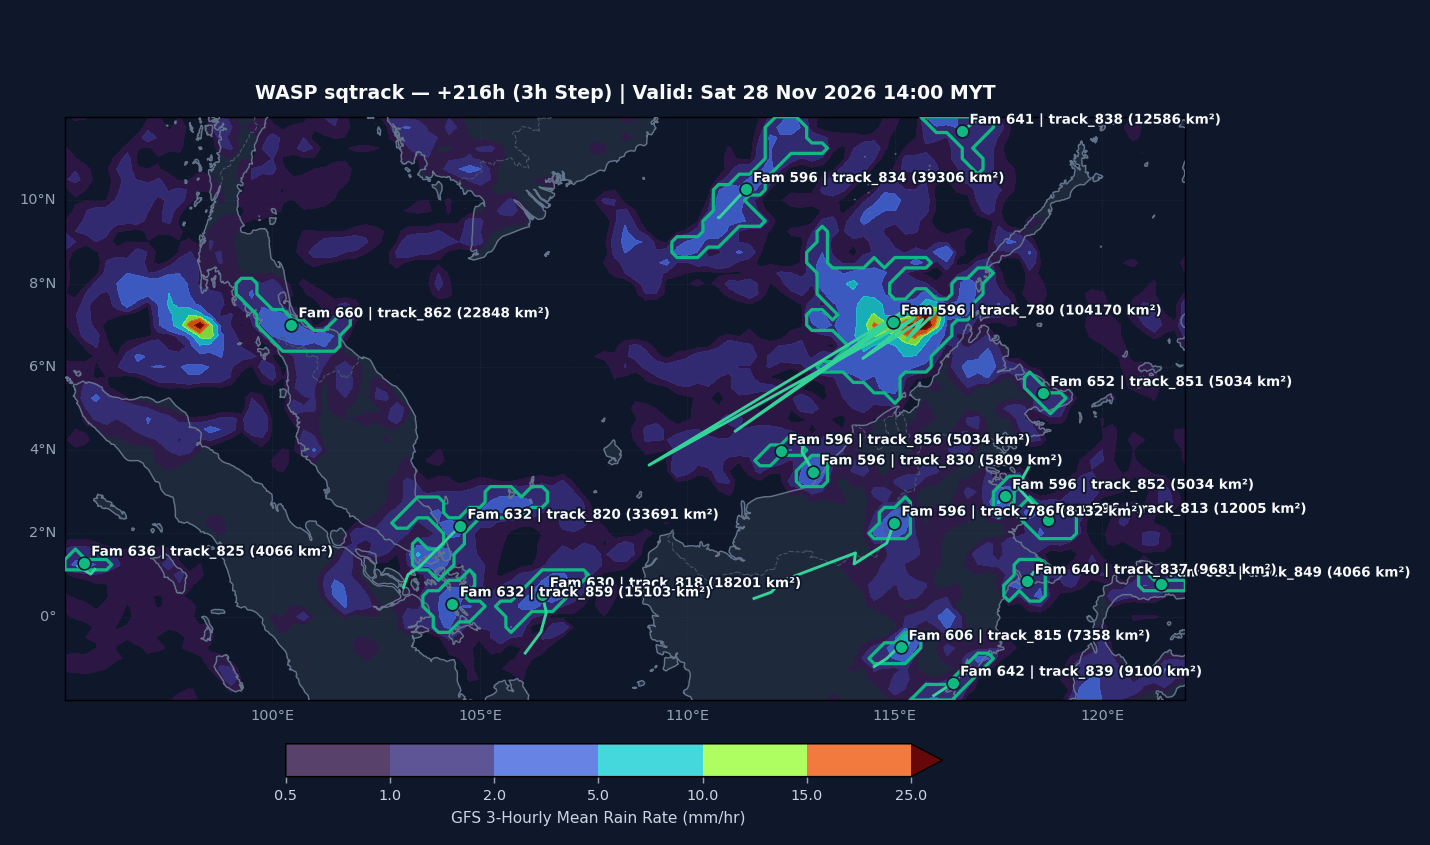 WASP sqtrack — +216h (3h Step) | Valid: Sat 28 Nov 2026 14:00 MYT
Fam 641 | track_838 (12586 km²)
Fam 596 | track_834 (39306 km²)
10°N
8°N
Fam 660 | track_862 (22848 km²)
Fam 596 | track_780 (104170 km²)
6°N
Fam 652 | track_851 (5034 km²)
4°N
Fam 596 | track_856 (5034 km²)
Fam 596 | track_830 (5809 km²)
Fam 596 | track_852 (5034 km²)
2°N
Fam 632 | track_820 (33691 km²)
Fam 596 | track_786 (8132 km²)
track_813 (12005 km²)
Fam 636 | track_825 (4066 km²)
Fam 640 | track_837 (9681 km²)
_849 (4066 km²)
Fam 630 | track_818 (18201 km²)
Fam 632 | track_859 (15103 km²)
0°
Fam 606 | track_815 (7358 km²)
Fam 642 | track_839 (9100 km²)
100°E 105°E 110°E 115°E 120°E
0.5 1.0 2.0 5.0 10.0 15.0 25.0
GFS 3-Hourly Mean Rain Rate (mm/hr)